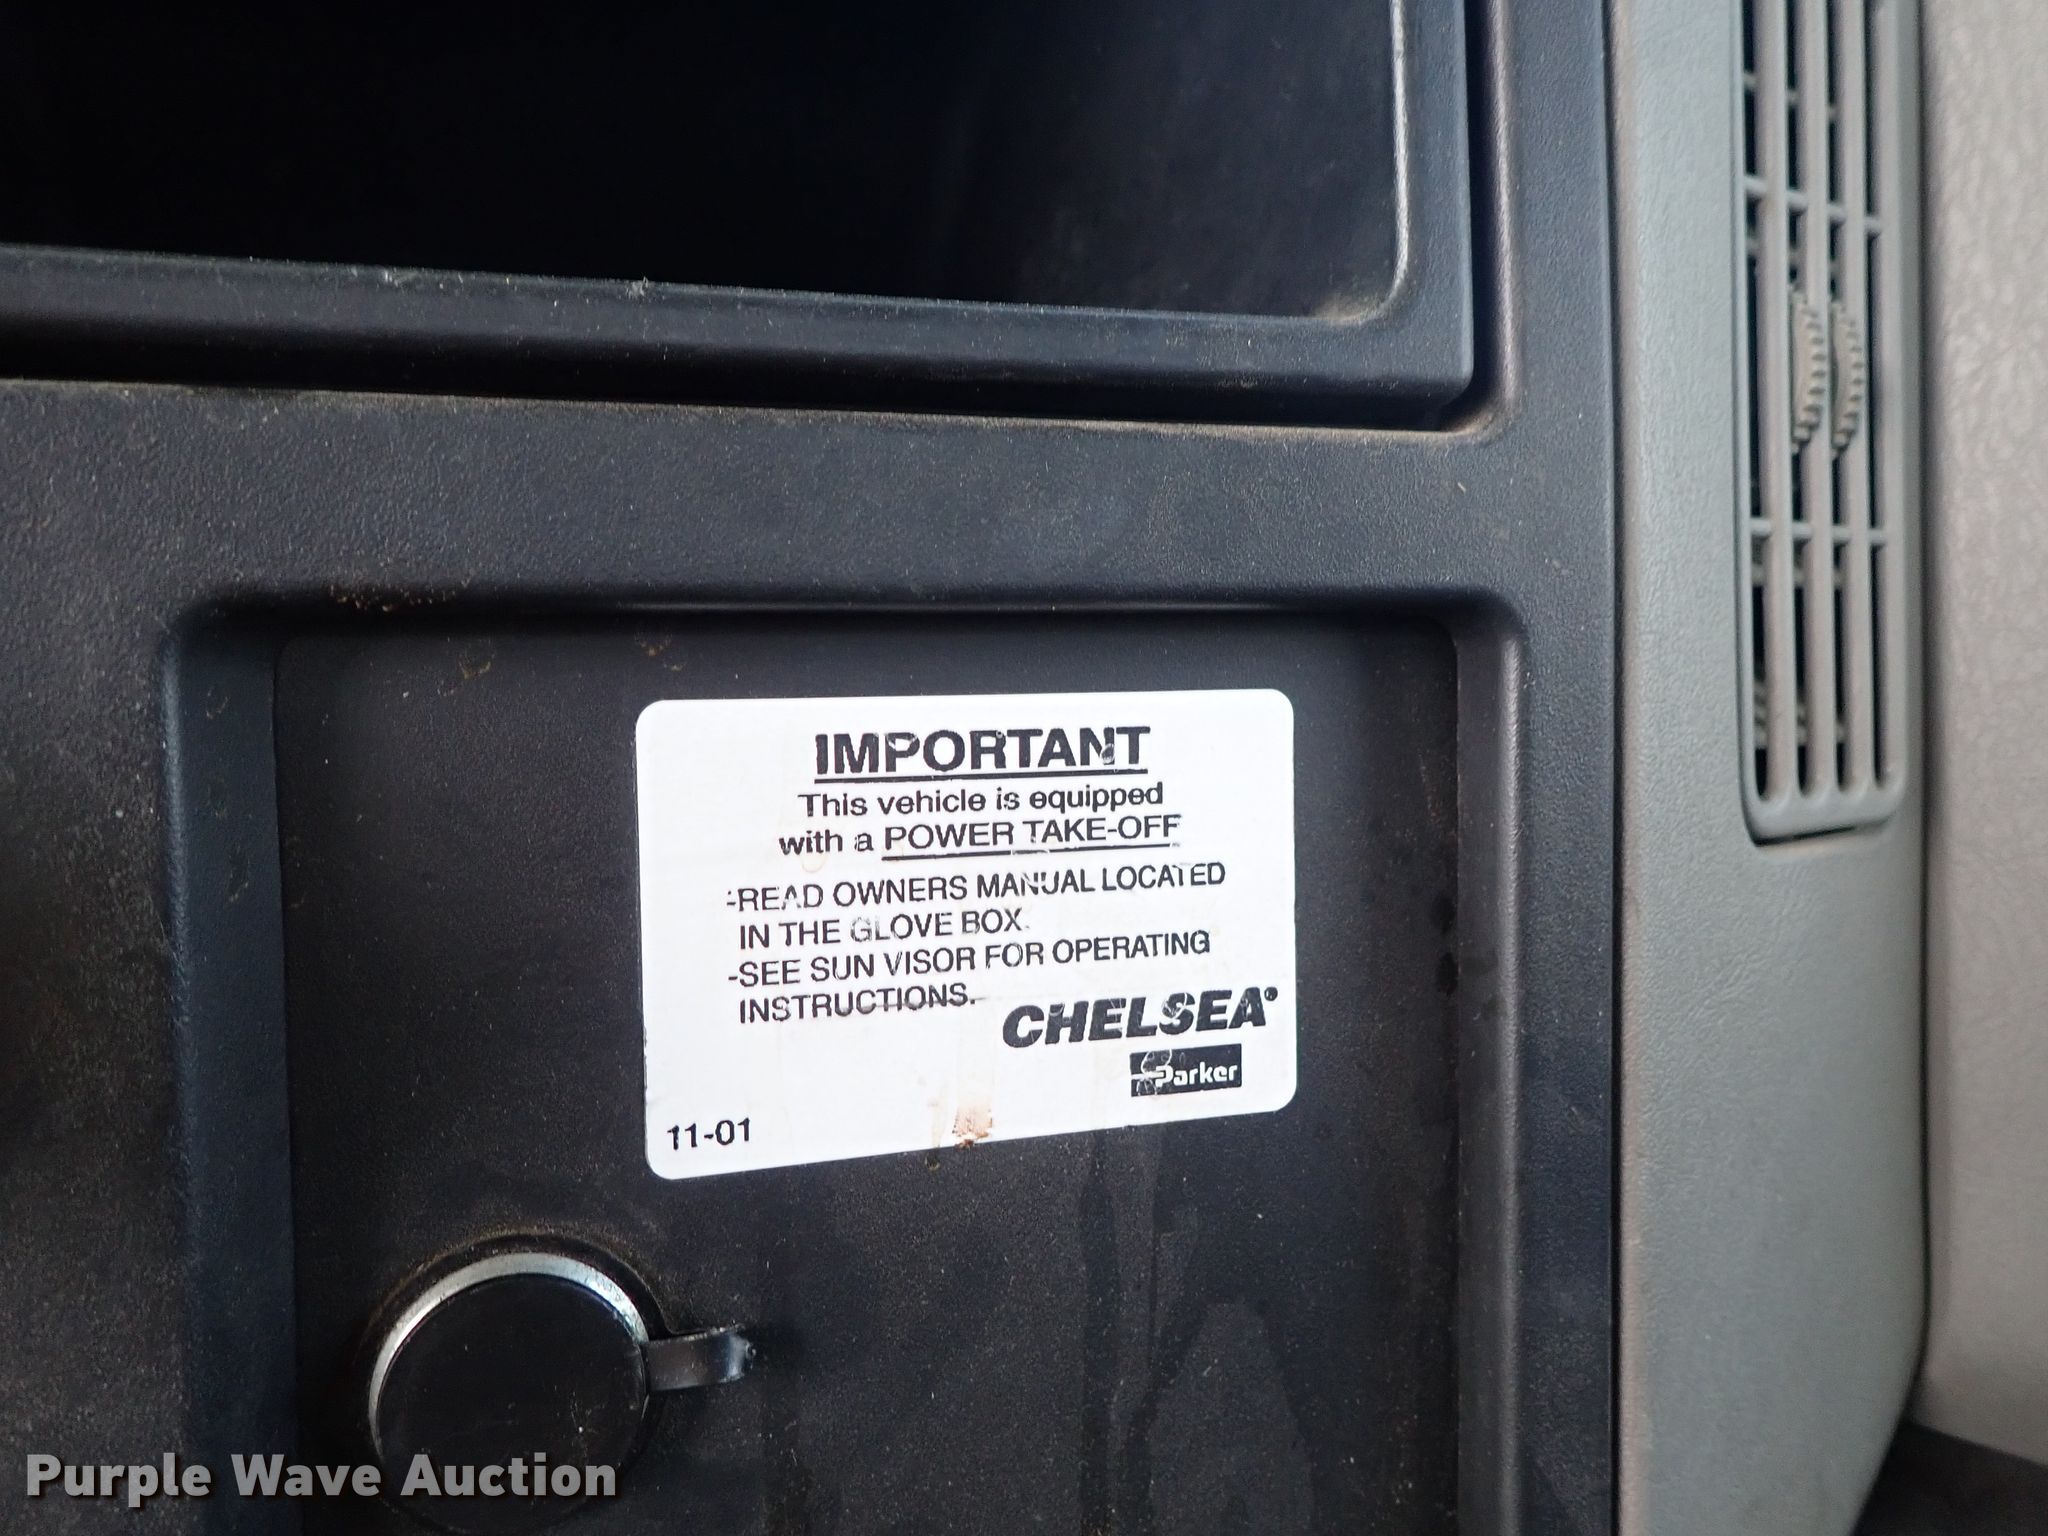 IMPORTANT
This vehicle is equipped
with a POWER TAKE-OFF
-READ OWNERS MANUAL LOCATED
IN THE GLOVE BOX.
-SEE SUN VISOR FOR OPERATING
INSTRUCTIONS.
CHELSEA®
Parker
11-01
Purple Wave Auction